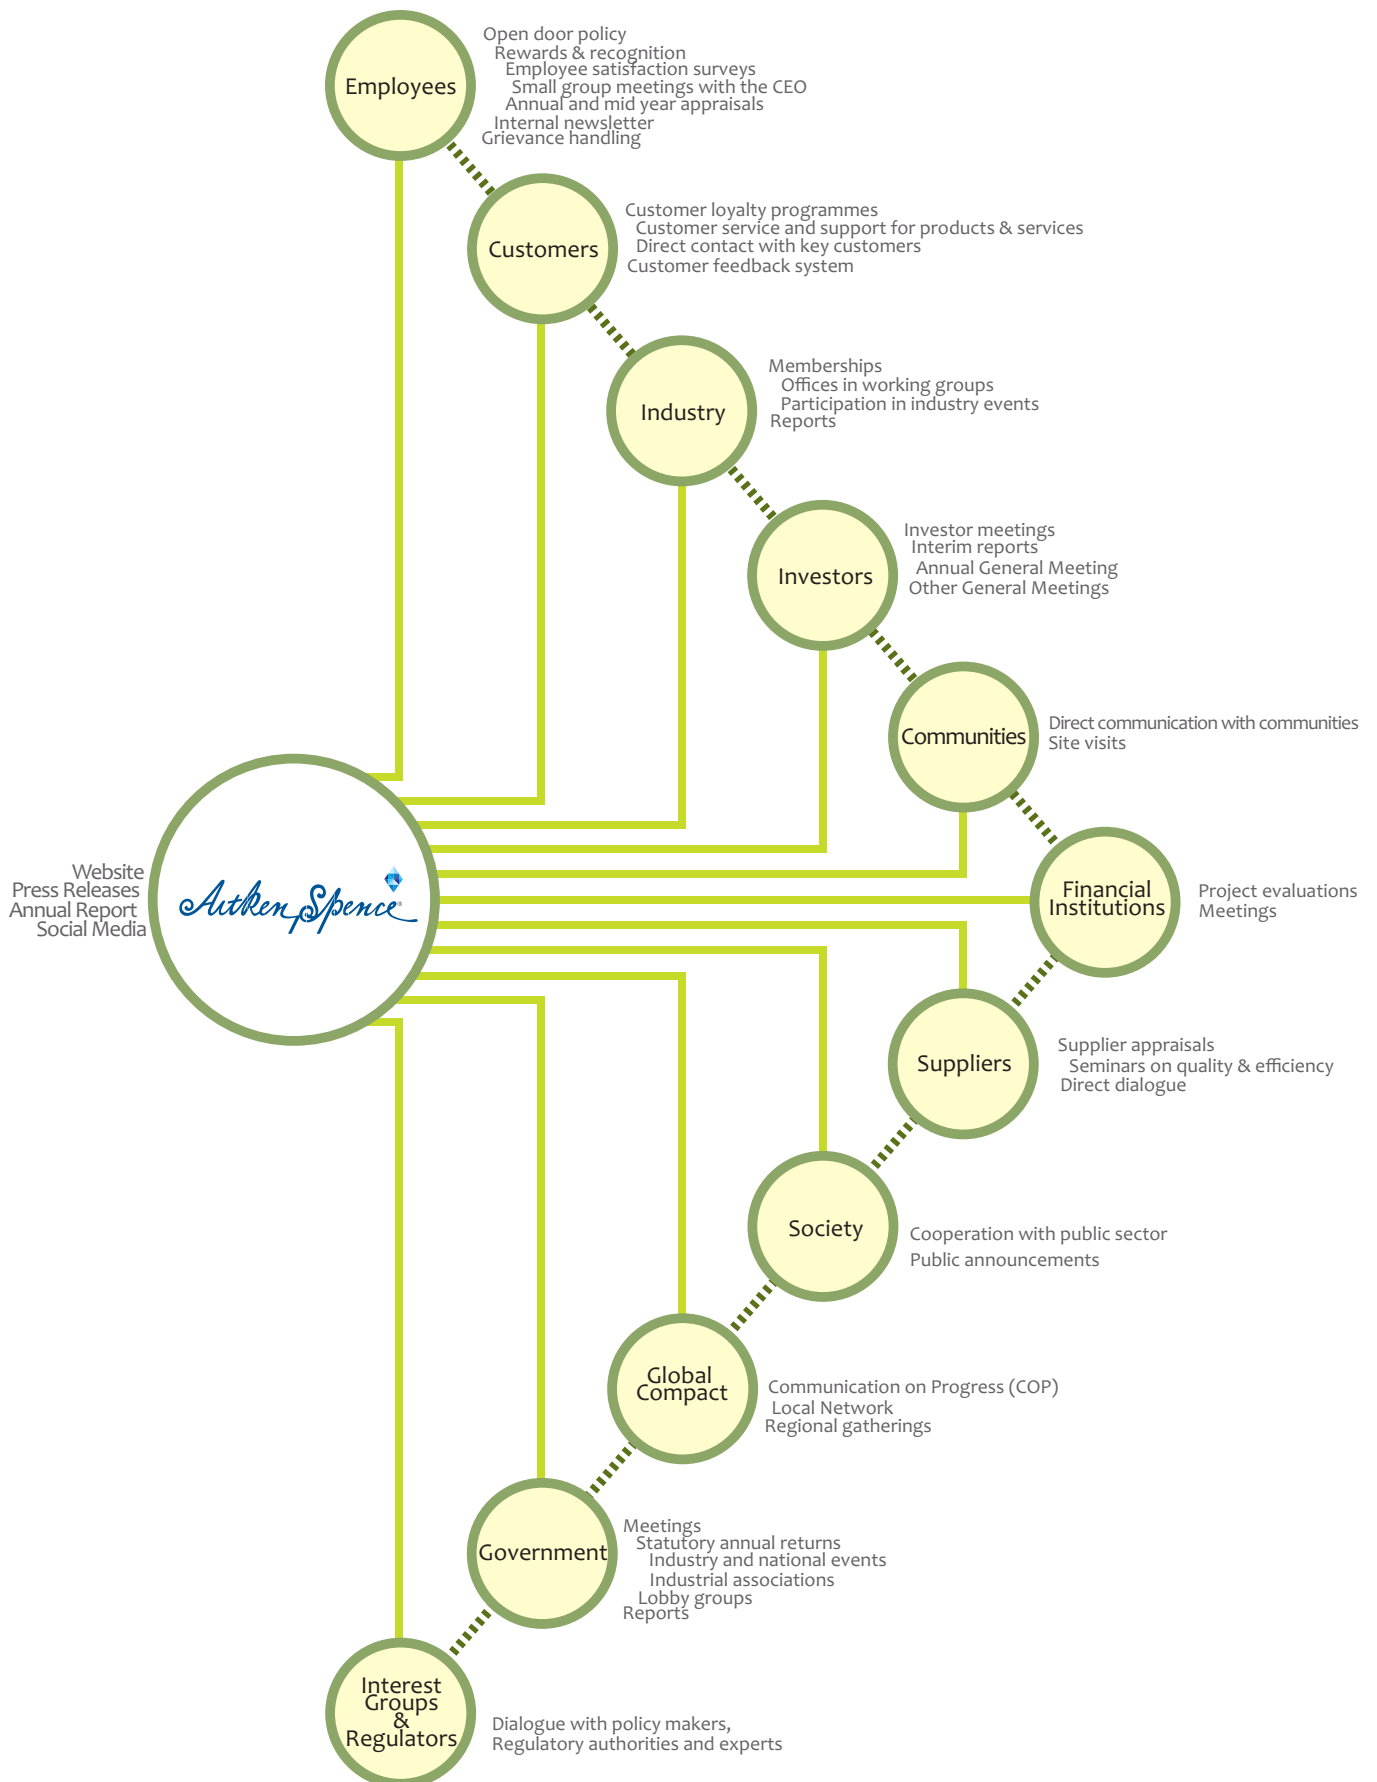 Employees
Open door policy
Rewards & recognition
Employee satisfaction surveys
Small group meetings with the CEO
Annual and mid year appraisals
Internal newsletter
Grievance handling
Customers
Customer loyalty programmes
Customer service and support for products & services
Direct contact with key customers
Customer feedback system
Industry
Memberships
Offices in working groups
Participation in industry events
Reports
Investors
Investor meetings
Interim reports
Annual General Meeting
Other General Meetings
Communities
Direct communication with communities
Site visits
Website
Press Releases
Annual Report
Social Media
Aitken Spence
Financial
Institutions
Project evaluations
Meetings
Suppliers
Supplier appraisals
Seminars on quality & efficiency
Direct dialogue
Society
Cooperation with public sector
Public announcements
Global
Compact
Communication on Progress (COP)
Local Network
Regional gatherings
Government
Meetings
Statutory annual returns
Industry and national events
Industrial associations
Lobby groups
Reports
Interest
Groups
&
Regulators
Dialogue with policy makers,
Regulatory authorities and experts